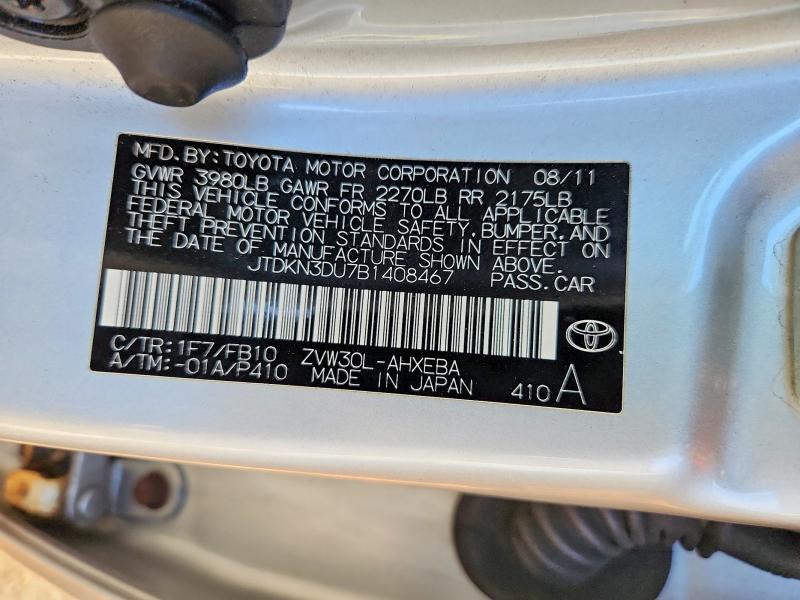 MFD. BY: TOYOTA MOTOR CORPORATION 08/11
GVWR 3980LB GAWR FR 2270LB RR 2175LB
THIS VEHICLE CONFORMS TO ALL APPLICABLE
FEDERAL MOTOR VEHICLE SAFETY, BUMPER, AND
THEFT PREVENTION STANDARDS IN EFFECT ON
THE DATE OF MANUFACTURE SHOWN ABOVE.
JTDKN3DU7B1408467 PASS. CAR
C/TR: 1F7/FB10 ZVW30L-AHXEBA
A/TM: -01A/P410 MADE IN JAPAN 410 A